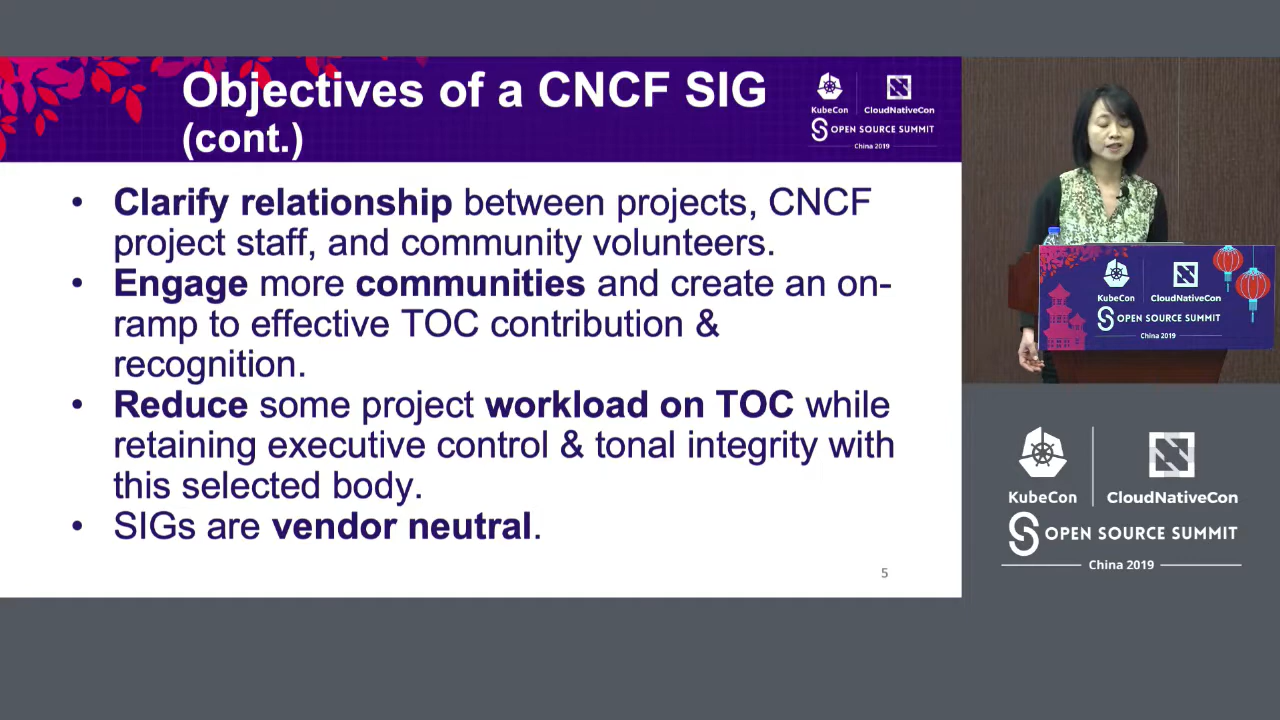 Objectives of a CNCF SIG
(cont.)
KubeCon
CloudNativeCon
OPEN SOURCE SUMMIT
China 2019
• Clarify relationship between projects, CNCF
project staff, and community volunteers.
• Engage more communities and create an on-
ramp to effective TOC contribution &
recognition.
• Reduce some project workload on TOC while
retaining executive control & tonal integrity with
this selected body.
• SIGs are vendor neutral.
5
KubeCon
CloudNativeCon
OPEN SOURCE SUMMIT
China 2019
KubeCon
CloudNativeCon
OPEN SOURCE SUMMIT
China 2019